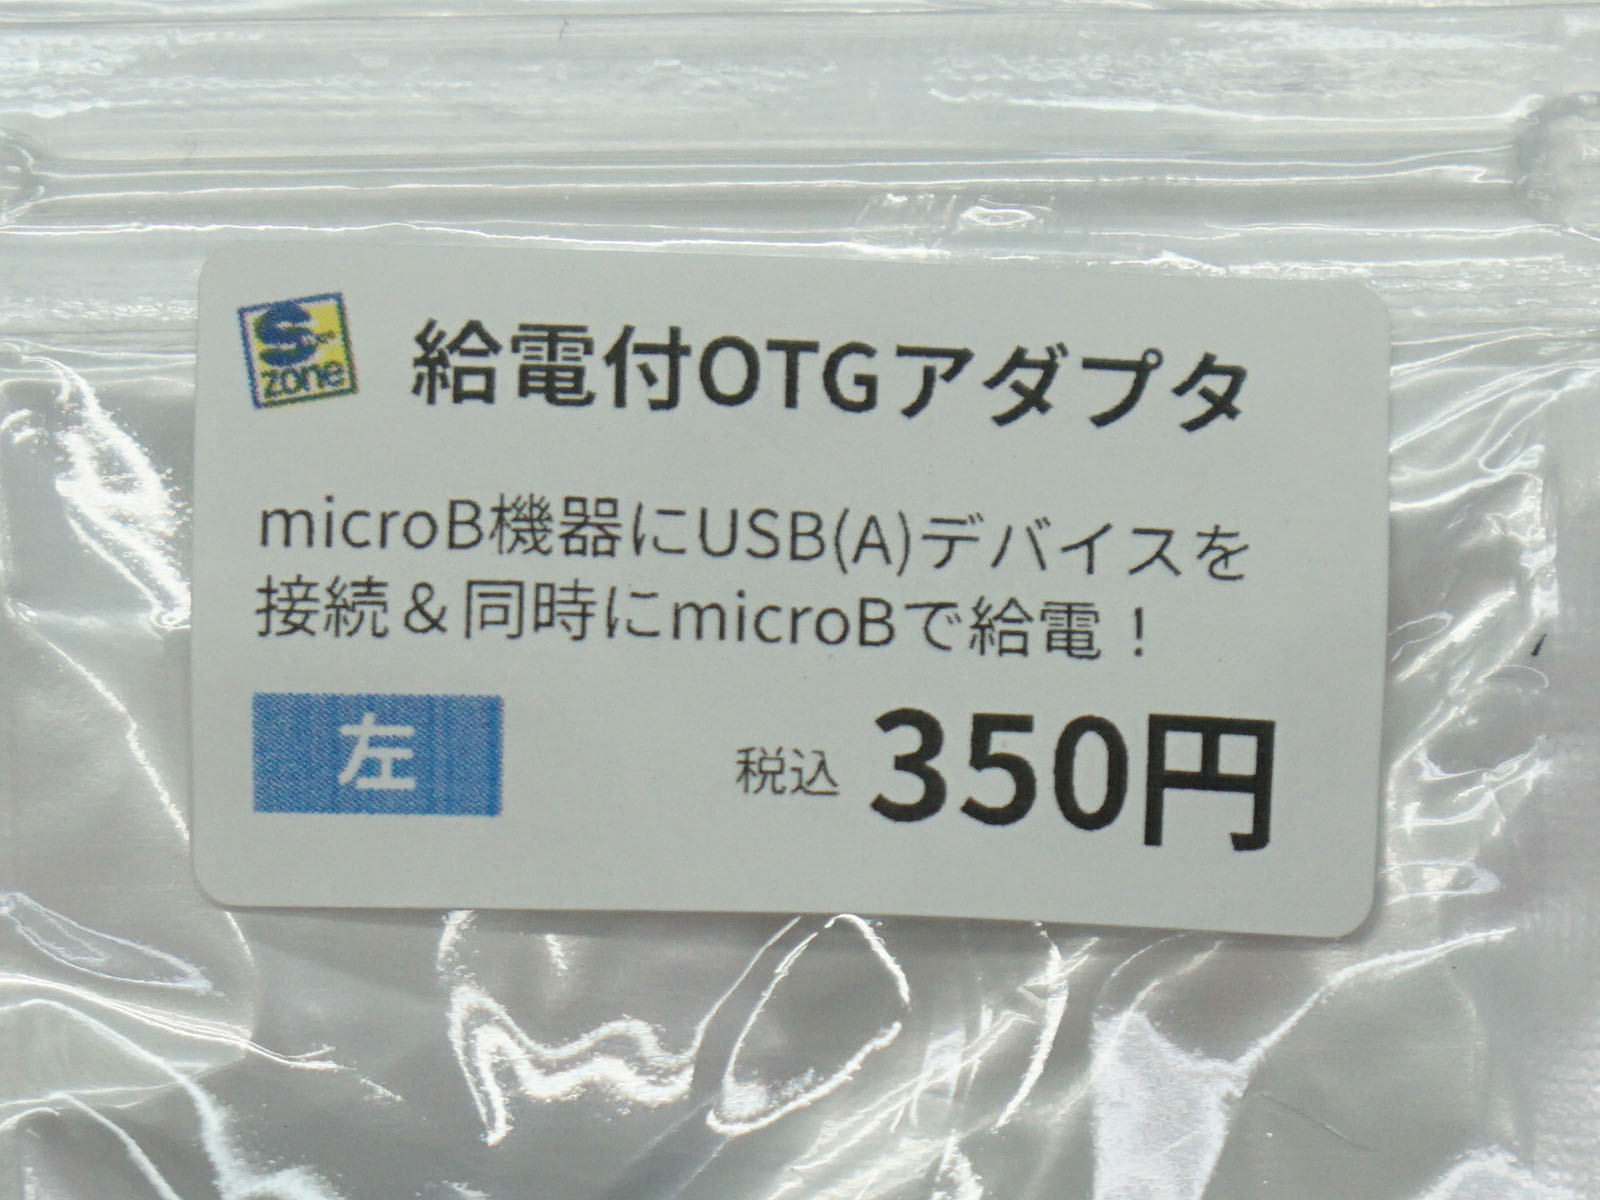 S
zone
給電付OTGアダプタ
microB機器にUSB(A)デバイスを
接続＆同時にmicroBで給電！
左
税込 350円